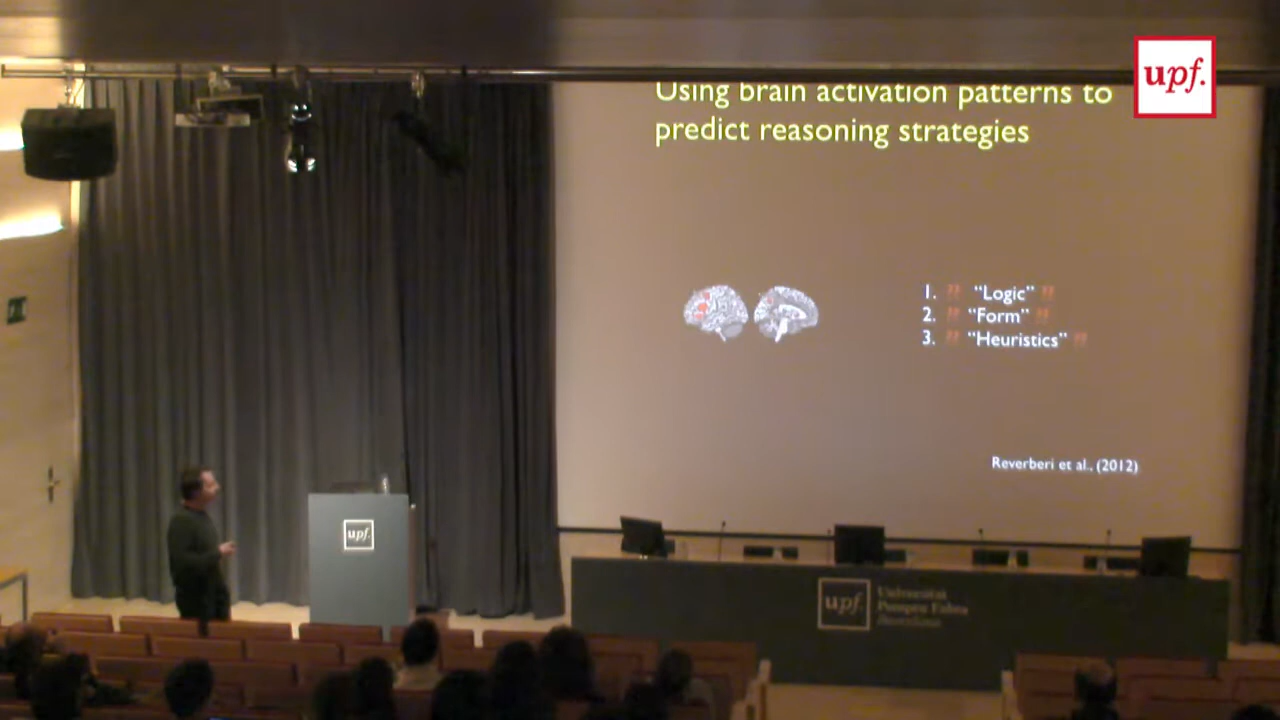 upf.
Using brain activation patterns to
predict reasoning strategies
1. "Logic"
2. "Form"
3. "Heuristics"
Reverberi et al., (2012)
upf.
upf.
Universitat
Pompeu Fabra
Barcelona